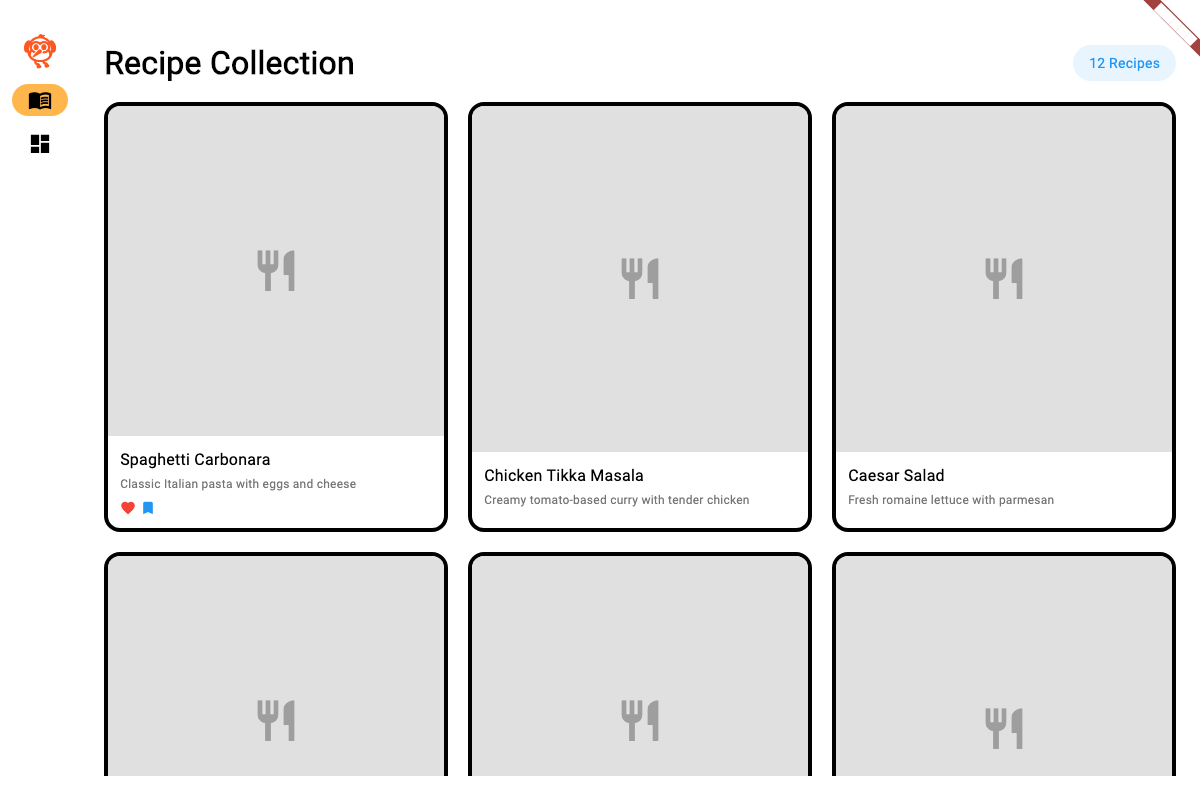 Recipe Collection
12 Recipes
Spaghetti Carbonara
Classic Italian pasta with eggs and cheese
Chicken Tikka Masala
Creamy tomato-based curry with tender chicken
Caesar Salad
Fresh romaine lettuce with parmesan